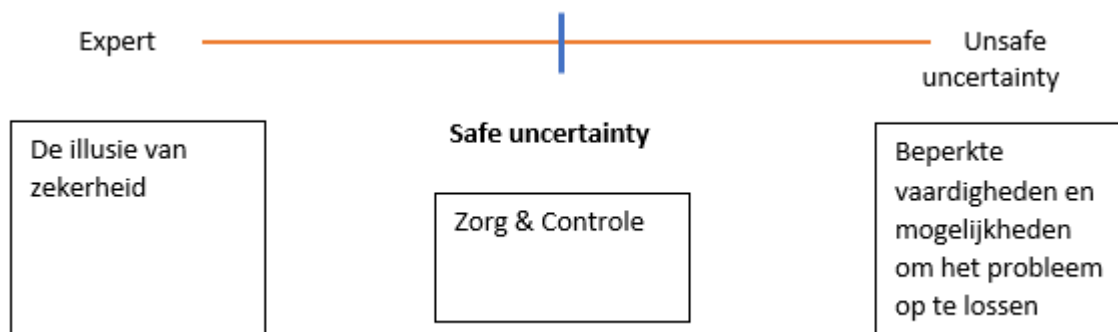 Expert
Unsafe
uncertainty
Safe uncertainty
De illusie van
zekerheid
Zorg & Controle
Beperkte
vaardigheden en
mogelijkheden
om het probleem
op te lossen